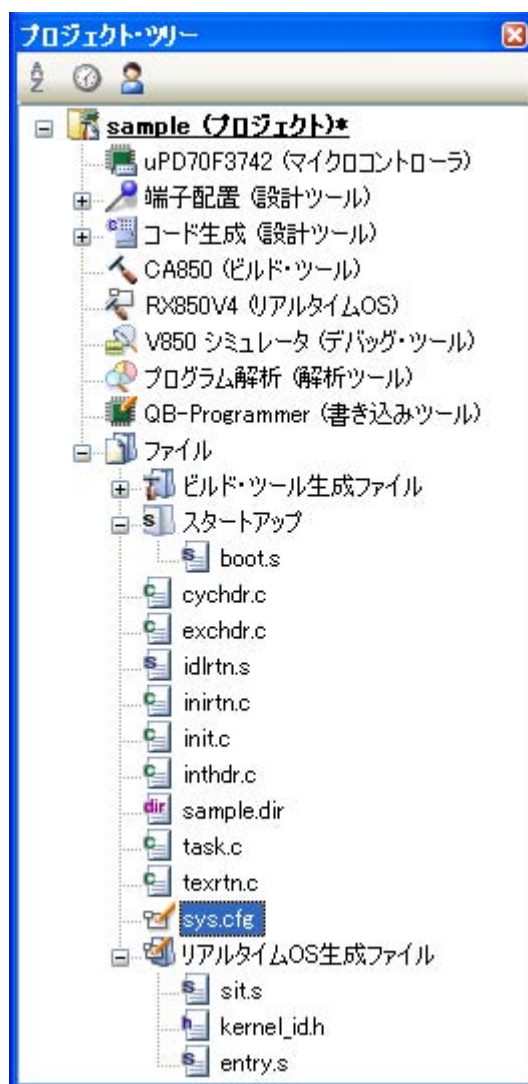 プロジェクト・ツリー
sample (プロジェクト)*
uPD70F3742 (マイクロコントローラ)
端子配置 (設計ツール)
コード生成 (設計ツール)
CA850 (ビルド・ツール)
RX850V4 (リアルタイムOS)
V850 シミュレータ (デバッグ・ツール)
プログラム解析 (解析ツール)
QB-Programmer (書き込みツール)
ファイル
ビルド・ツール生成ファイル
スタートアップ
boot.s
cychdr.c
exchdr.c
idlrtn.s
inirtn.c
init.c
inthdr.c
sample.dir
task.c
texrtn.c
sys.cfg
リアルタイムOS生成ファイル
sit.s
kernel_id.h
entry.s